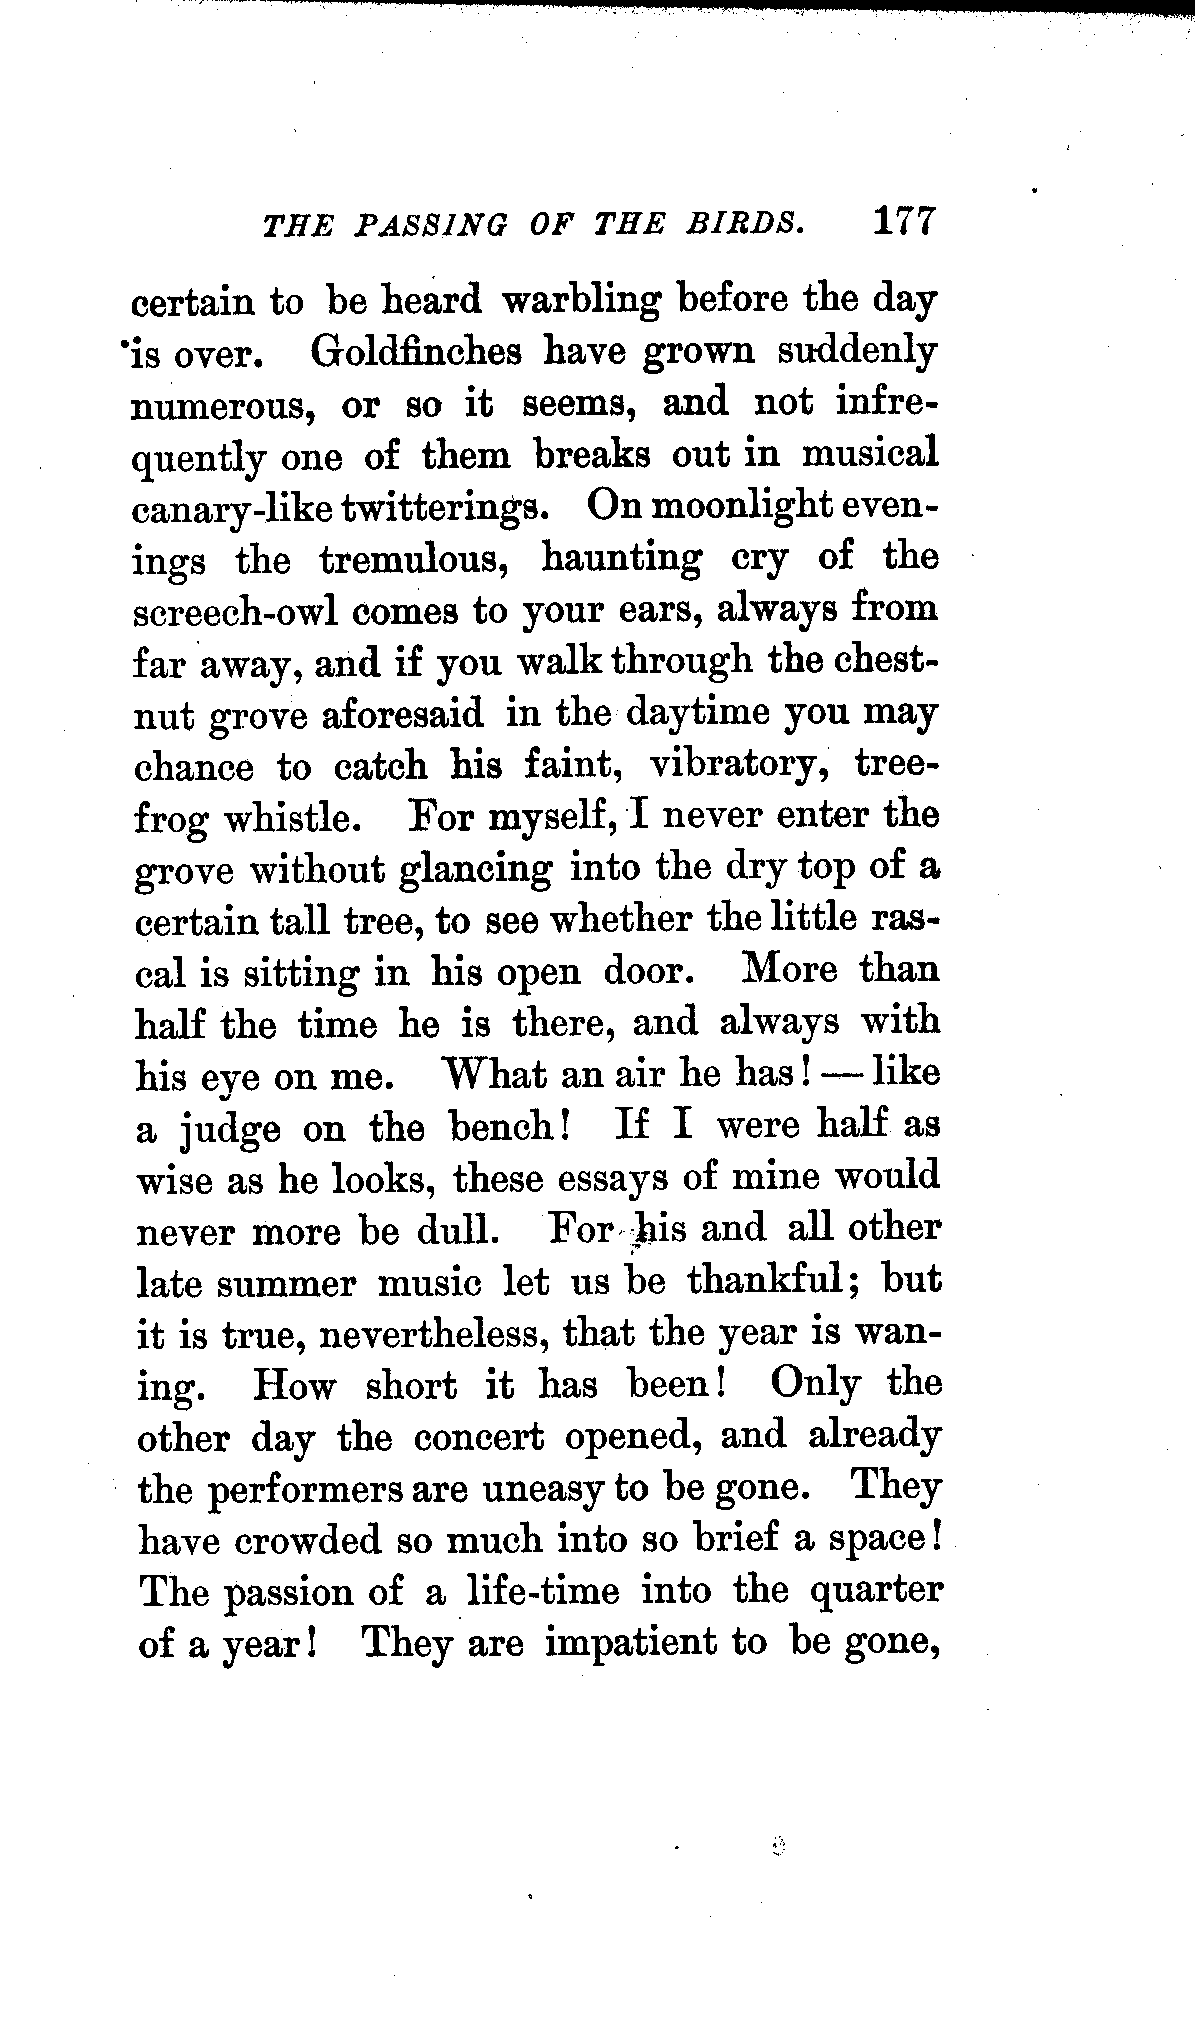 THE PASSING OF THE BIRDS. 177
certain to be heard warbling before the day
is over. Goldfinches have grown suddenly
numerous, or so it seems, and not infre-
quently one of them breaks out in musical
canary-like twitterings. On moonlight even-
ings the tremulous, haunting cry of the
screech-owl comes to your ears, always from
far away, and if you walk through the chest-
nut grove aforesaid in the daytime you may
chance to catch his faint, vibratory, tree-
frog whistle. For myself, I never enter the
grove without glancing into the dry top of a
certain tall tree, to see whether the little ras-
cal is sitting in his open door. More than
half the time he is there, and always with
his eye on me. What an air he has! — like
a judge on the bench! If I were half as
wise as he looks, these essays of mine would
never more be dull. For his and all other
late summer music let us be thankful; but
it is true, nevertheless, that the year is wan-
ing. How short it has been! Only the
other day the concert opened, and already
the performers are uneasy to be gone. They
have crowded so much into so brief a space!
The passion of a life-time into the quarter
of a year! They are impatient to be gone,